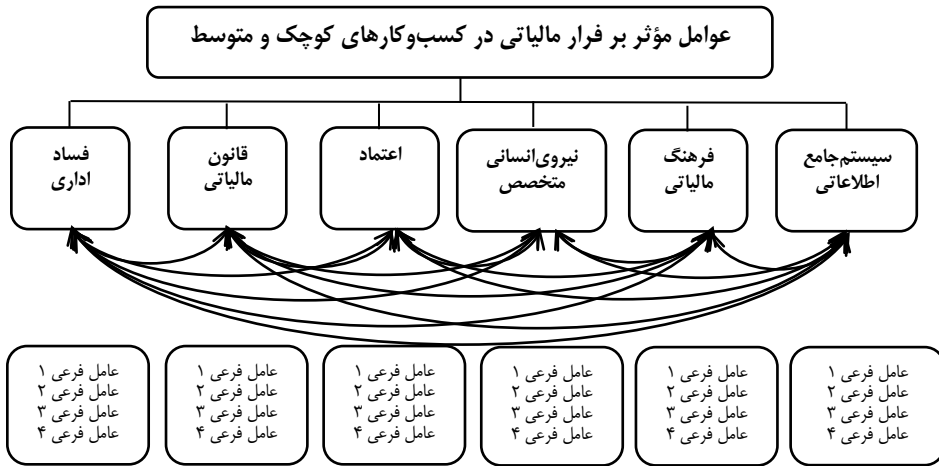 عوامل مؤثر بر فرار مالیاتی در کسب‌وکارهای کوچک و متوسط
سیستم‌جامع
اطلاعاتی
فرهنگ
مالیاتی
نیروی‌انسانی
متخصص
اعتماد
قانون
مالیاتی
فساد
اداری
عامل فرعی ۱
عامل فرعی ۲
عامل فرعی ۳
عامل فرعی ۴
عامل فرعی ۱
عامل فرعی ۲
عامل فرعی ۳
عامل فرعی ۴
عامل فرعی ۱
عامل فرعی ۲
عامل فرعی ۳
عامل فرعی ۴
عامل فرعی ۱
عامل فرعی ۲
عامل فرعی ۳
عامل فرعی ۴
عامل فرعی ۱
عامل فرعی ۲
عامل فرعی ۳
عامل فرعی ۴
عامل فرعی ۱
عامل فرعی ۲
عامل فرعی ۳
عامل فرعی ۴